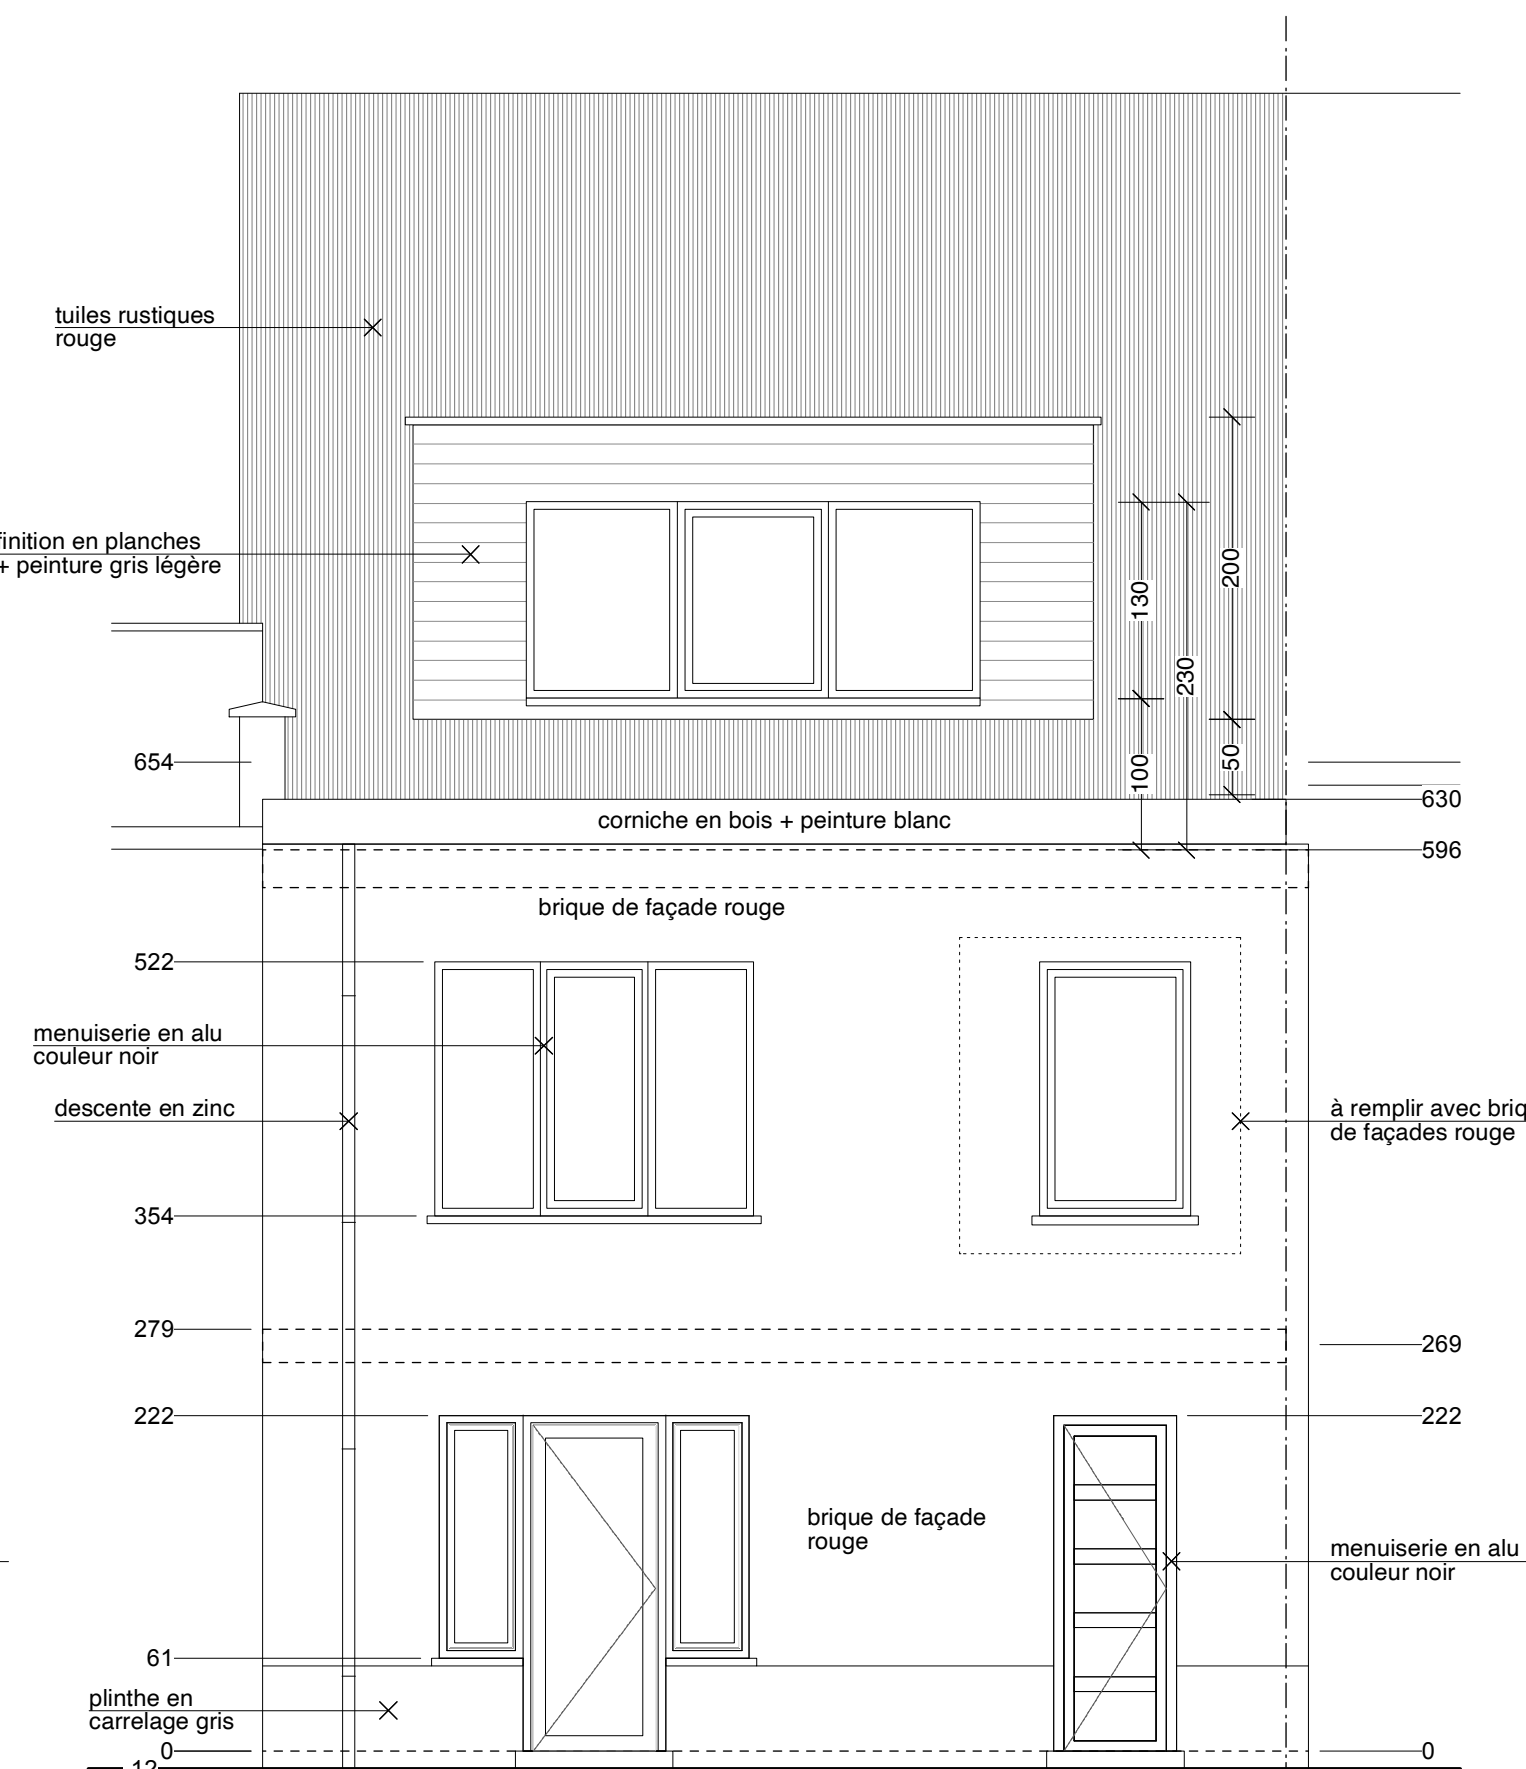 tuiles rustiques
rouge
finition en planches
+ peinture gris légère
200
130
230
654
50
100
630
corniche en bois + peinture blanc
596
brique de façade rouge
522
menuiserie en alu
couleur noir
descente en zinc
à remplir avec briq
de façades rouge
354
279
269
222
222
brique de façade
rouge
menuiserie en alu
couleur noir
61
plinthe en
carrelage gris
0
0